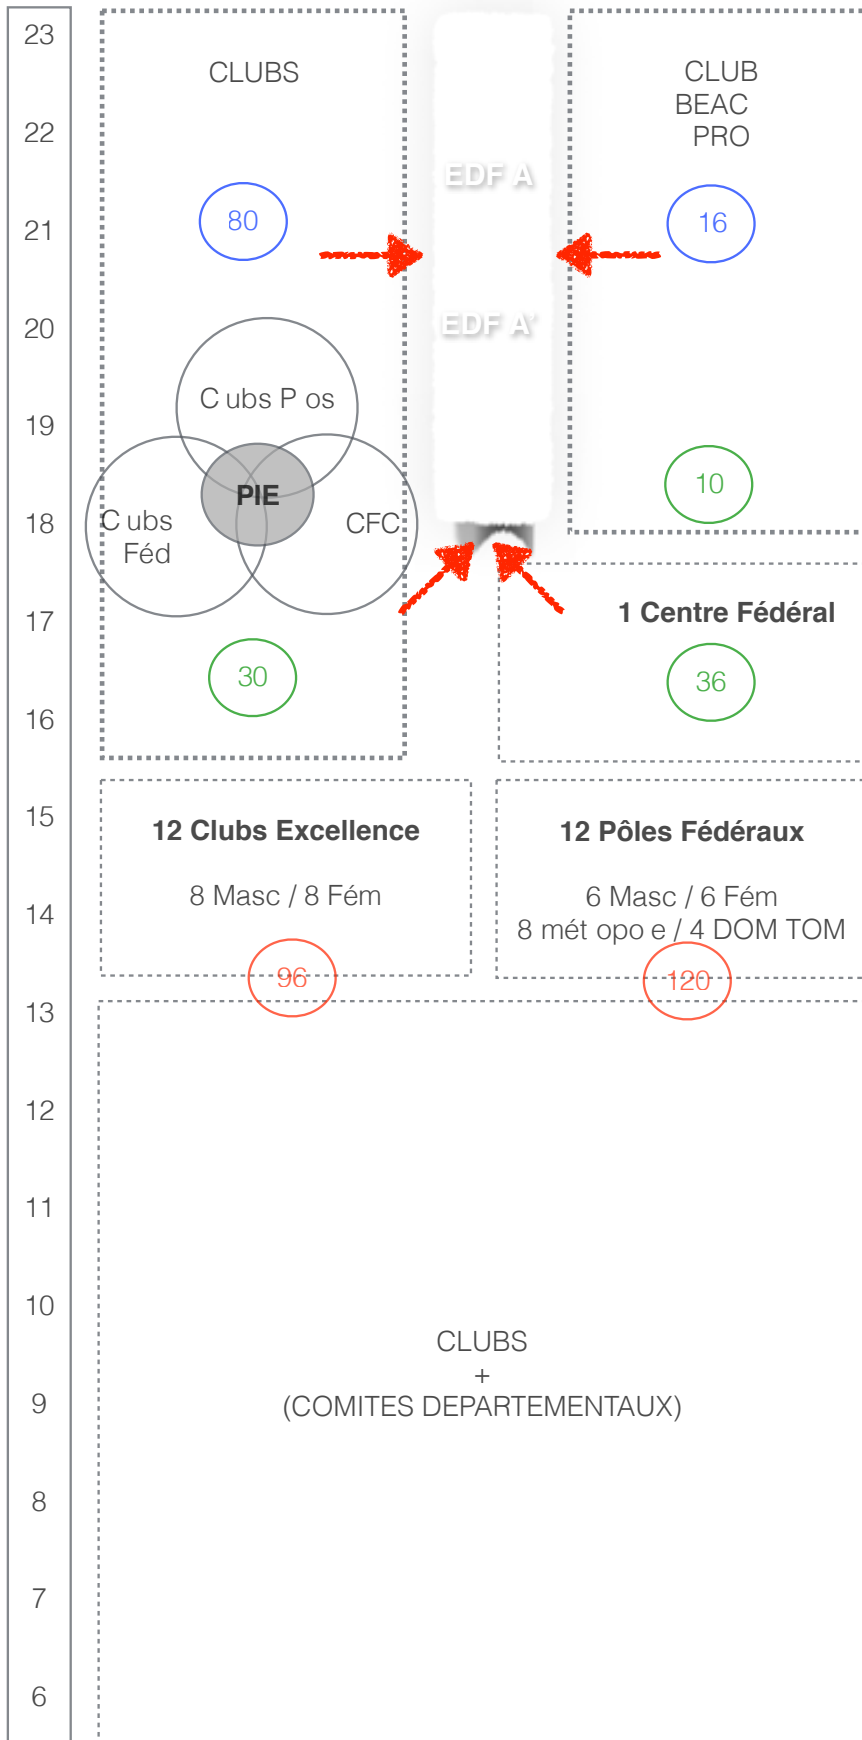 23
22
21
20
19
18
17
16
15
14
13
12
11
10
9
8
7
6
CLUBS
80
C ubs P os
C ubs
Féd
PIE
CFC
30
EDF A
EDF A'
CLUB
BEAC
PRO
16
10
1 Centre Fédéral
36
12 Clubs Excellence
8 Masc / 8 Fém
96
12 Pôles Fédéraux
6 Masc / 6 Fém
8 mét opo e / 4 DOM TOM
120
CLUBS
+
(COMITES DEPARTEMENTAUX)